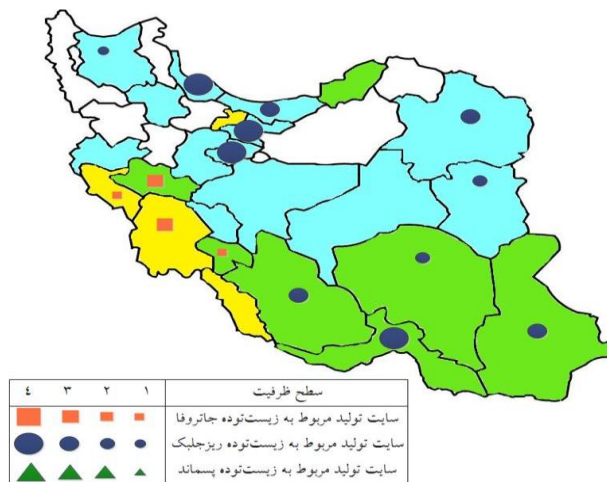 سطح ظرفیت ۱ ۲ ۳ ٤
سایت تولید مربوط به زیست‌توده جاتروفا
سایت تولید مربوط به زیست‌توده ریزجلبک
سایت تولید مربوط به زیست‌توده پسماند